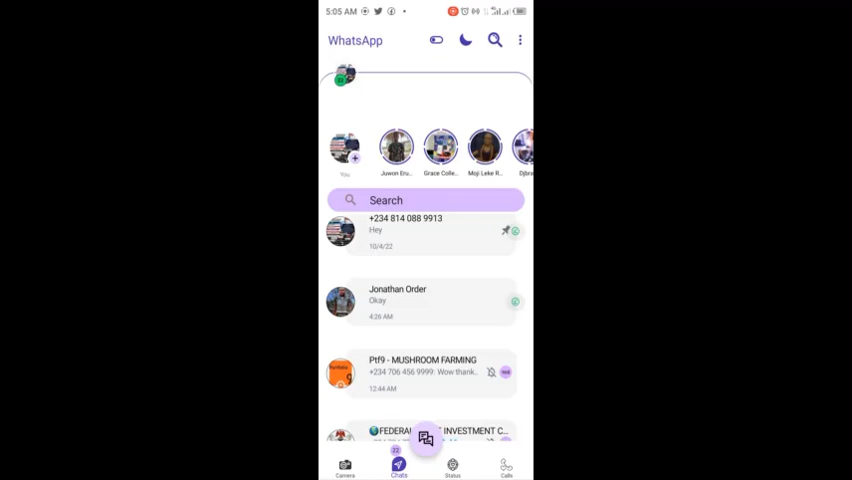 5:05 AM
WhatsApp
22
You
Juwon Eru...
Grace Colle...
Moji Leke R...
Djbra
Search
+234 814 088 9913
Hey
10/4/22
Jonathan Order
Okay
4:26 AM
Ptf9 - MUSHROOM FARMING
+234 706 456 9999: Wow thank..
12:44 AM
FEDERAL
INVESTMENT C...
22
Camera
Chats
Status
Calls